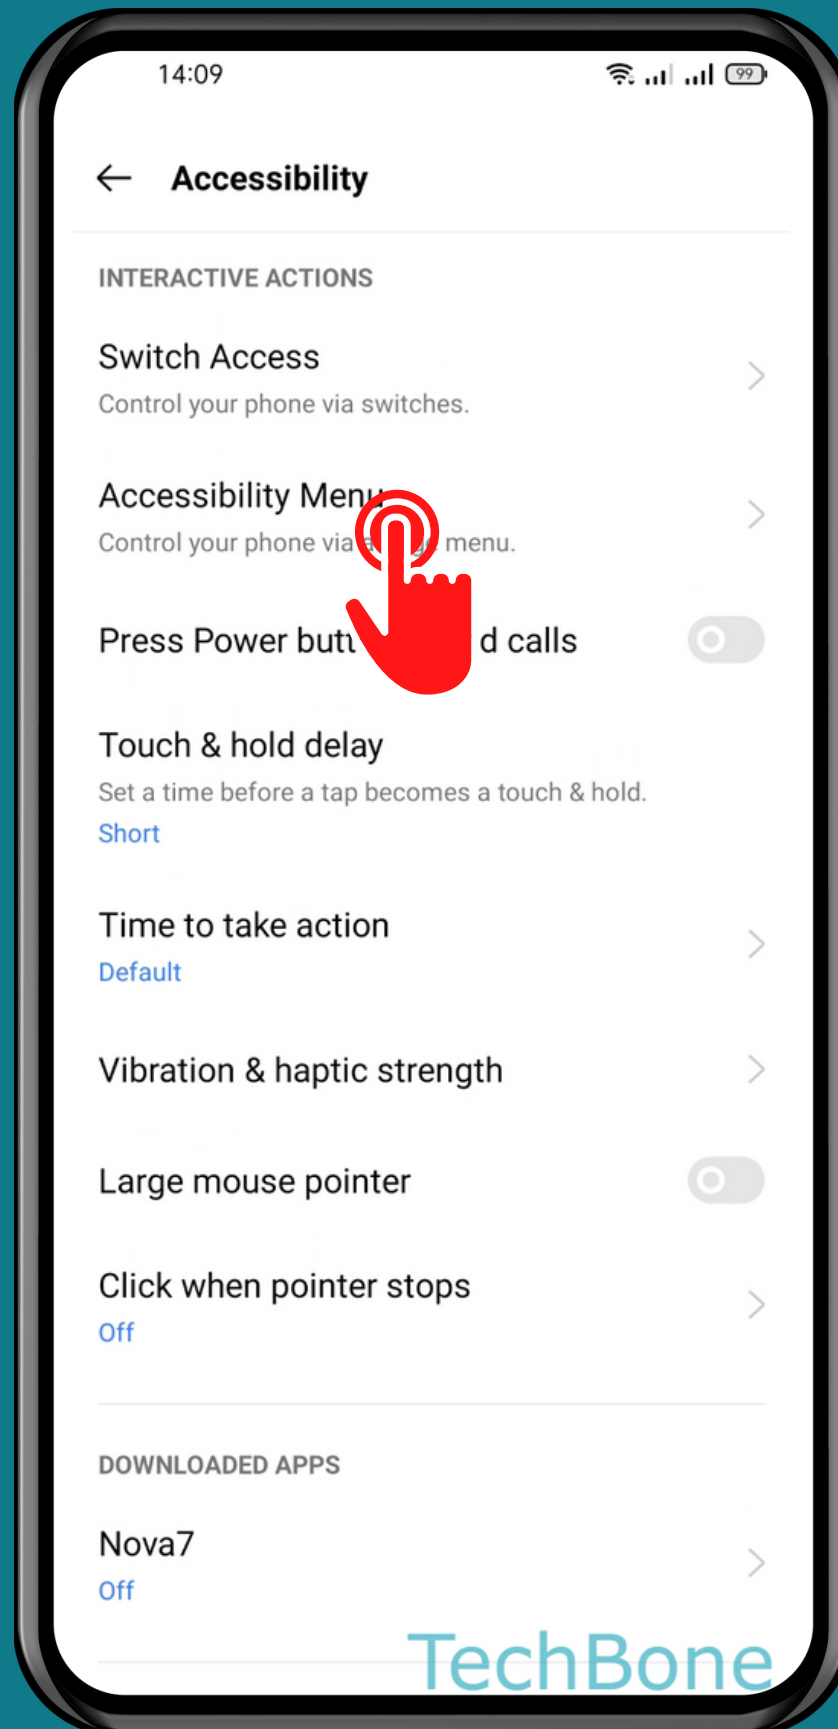 14:09
99
Accessibility
INTERACTIVE ACTIONS
Switch Access
Control your phone via switches.
Accessibility Menu
Control your phone via a menu.
Press Power d calls
Touch & hold delay
Set a time before a tap becomes a touch & hold.
Short
Time to take action
Default
Vibration & haptic strength
Large mouse pointer
Click when pointer stops
Off
DOWNLOADED APPS
Nova7
Off
TechBone